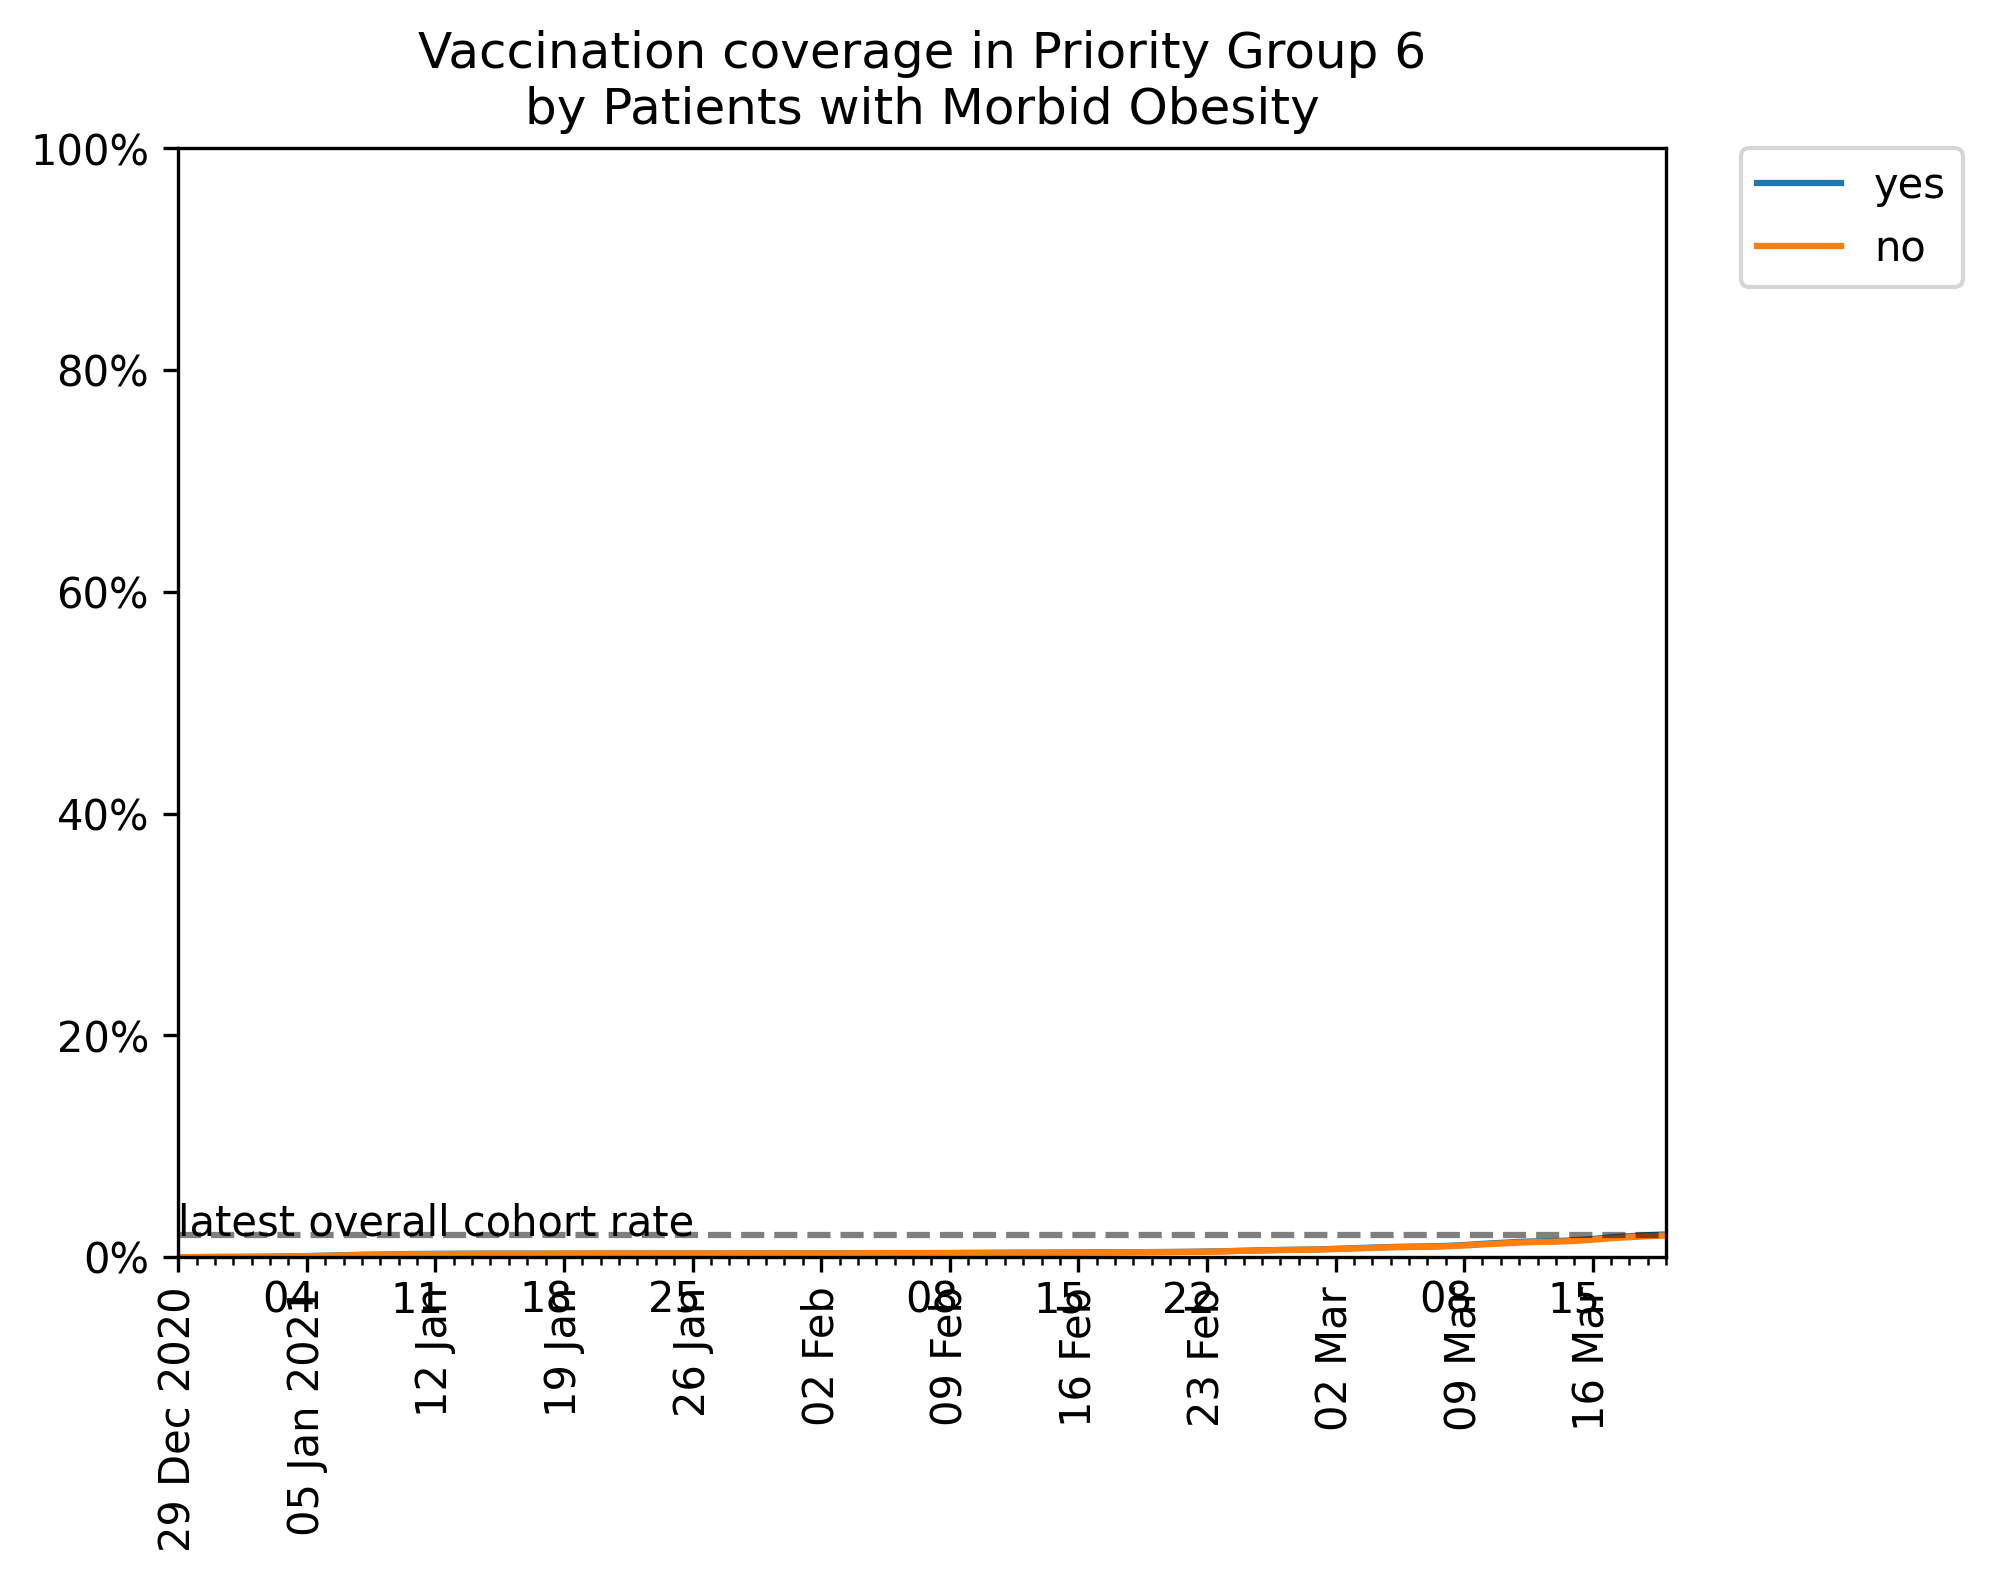 Vaccination coverage in Priority Group 6
by Patients with Morbid Obesity
100%
80%
60%
40%
20%
0%
yes
no
latest overall cohort rate
04
11
18
25
08
15
22
08
15
29 Dec 2020
05 Jan 2021
12 Jan
19 Jan
26 Jan
02 Feb
09 Feb
16 Feb
23 Feb
02 Mar
09 Mar
16 Mar